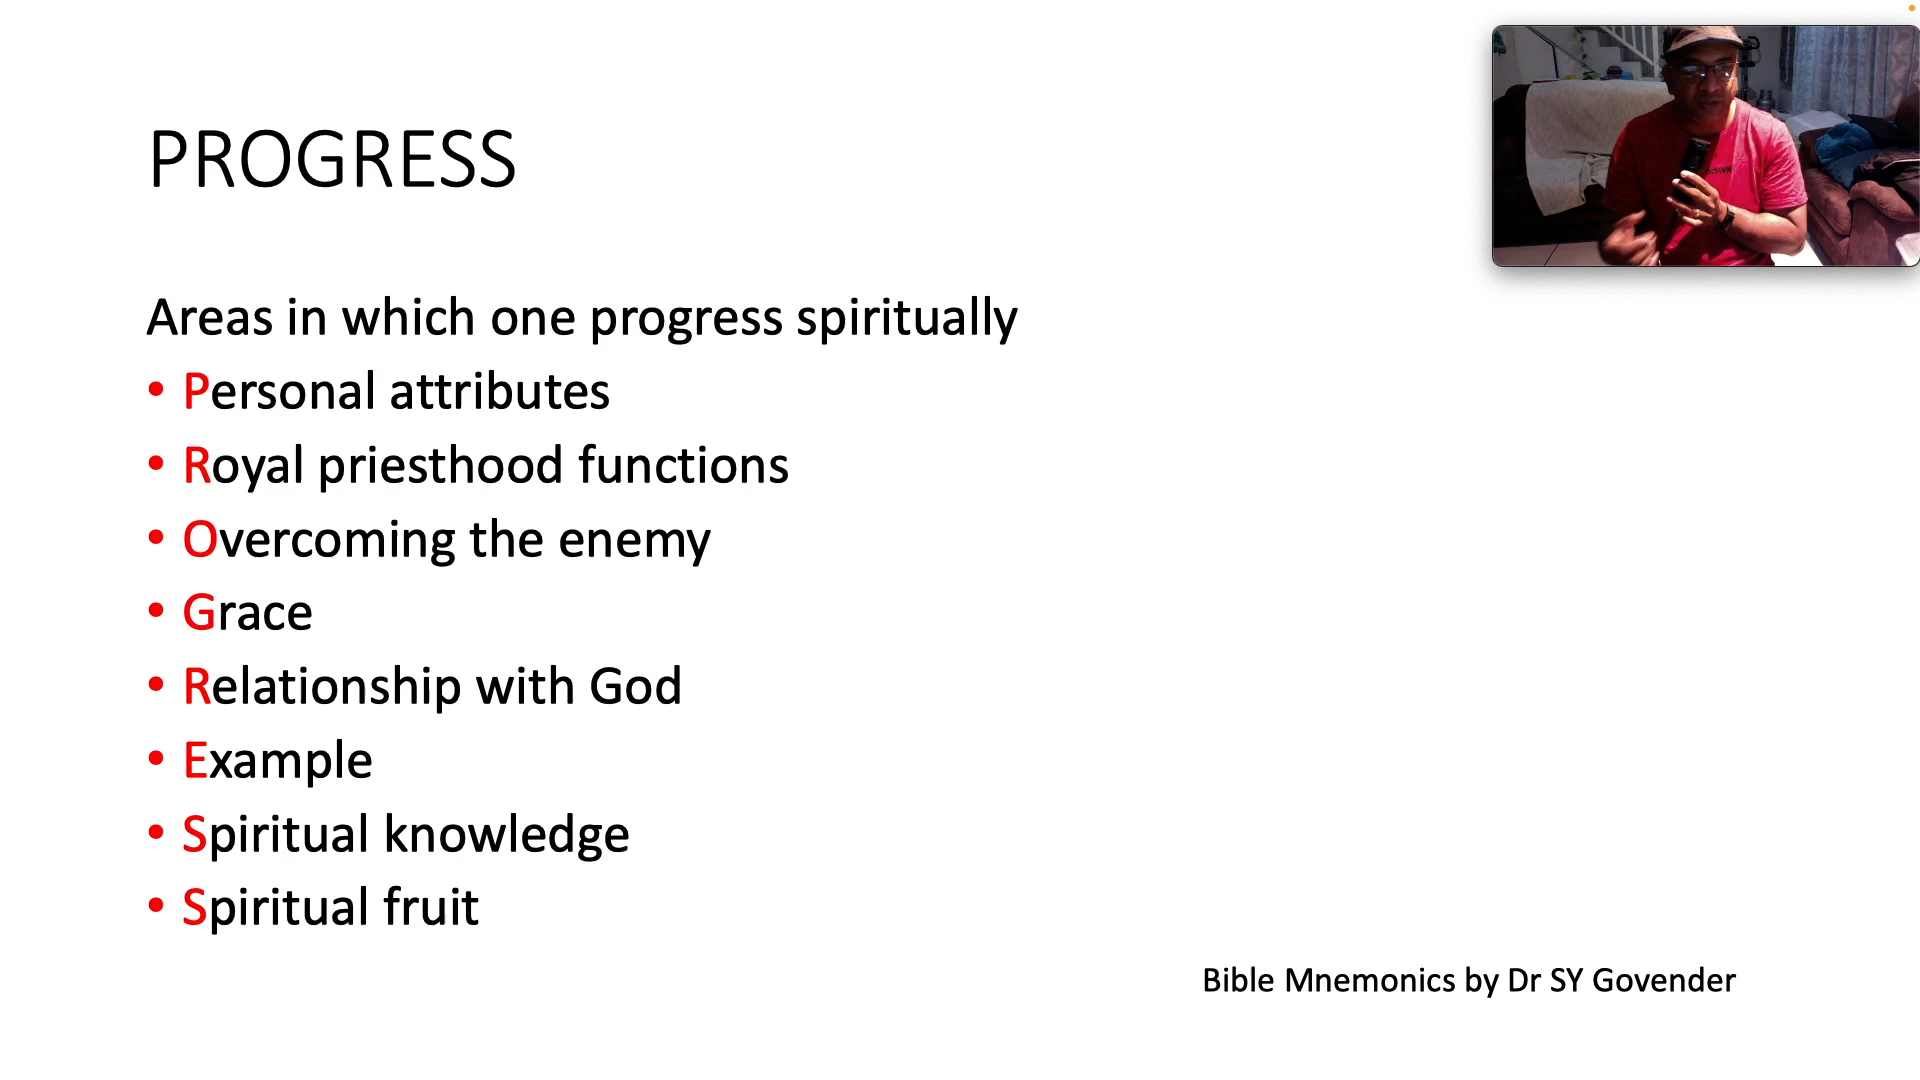 PROGRESS
Areas in which one progress spiritually
• Personal attributes
• Royal priesthood functions
• Overcoming the enemy
• Grace
• Relationship with God
• Example
• Spiritual knowledge
• Spiritual fruit
Bible Mnemonics by Dr SY Govender